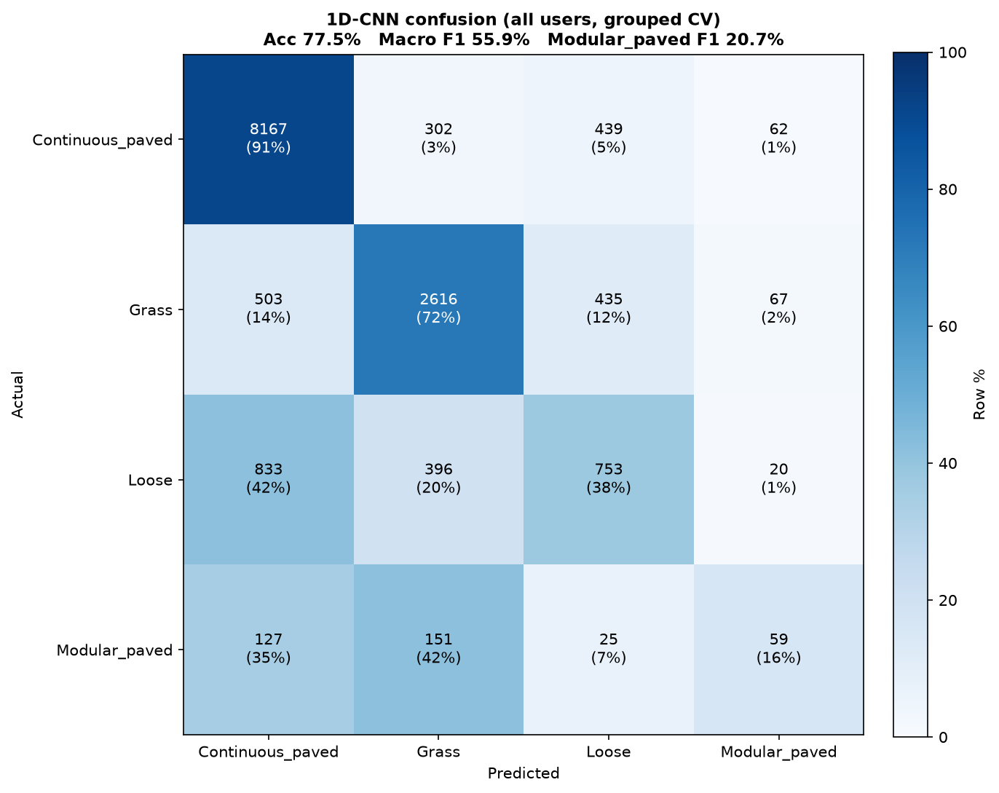 1D-CNN confusion (all users, grouped CV)
Acc 77.5%   Macro F1 55.9%   Modular_paved F1 20.7%
Continuous_paved
8167
(91%)
302
(3%)
439
(5%)
62
(1%)
Grass
503
(14%)
2616
(72%)
435
(12%)
67
(2%)
Loose
833
(42%)
396
(20%)
753
(38%)
20
(1%)
Modular_paved
127
(35%)
151
(42%)
25
(7%)
59
(16%)
Actual
Continuous_paved
Grass
Loose
Modular_paved
Predicted
100
80
60
40
20
0
Row %